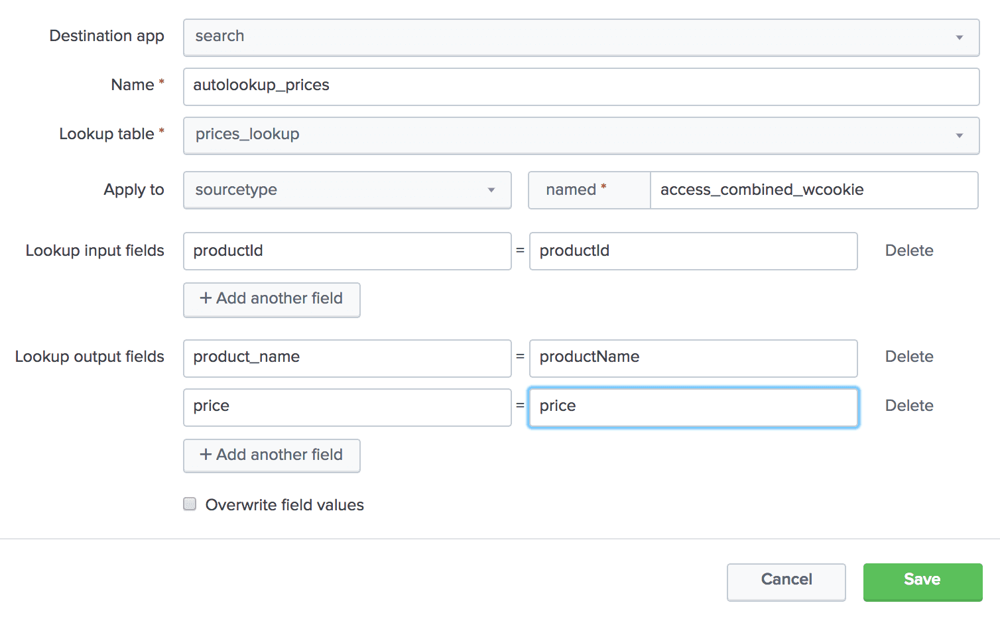 Destination app search
Name * autolookup_prices
Lookup table * prices_lookup
Apply to sourcetype named * access_combined_wcookie
Lookup input fields productId = productId Delete
+ Add another field
Lookup output fields product_name = productName Delete
price = price Delete
+ Add another field
Overwrite field values
Cancel Save